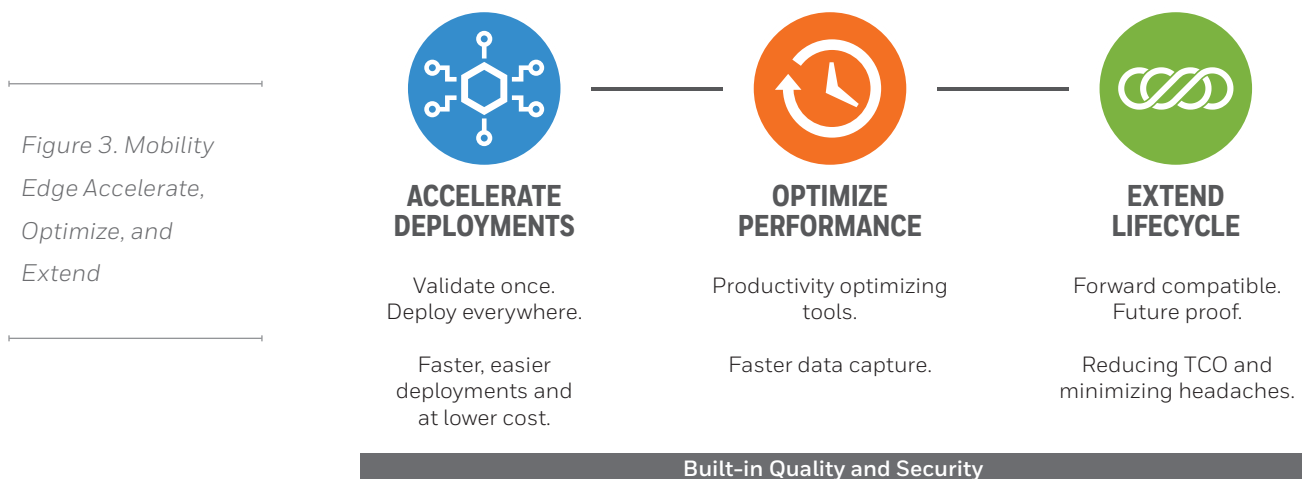 Figure 3. Mobility
Edge Accelerate,
Optimize, and
Extend
ACCELERATE
DEPLOYMENTS
Validate once.
Deploy everywhere.
Faster, easier
deployments and
at lower cost.
OPTIMIZE
PERFORMANCE
Productivity optimizing
tools.
Faster data capture.
EXTEND
LIFECYCLE
Forward compatible.
Future proof.
Reducing TCO and
minimizing headaches.
Built-in Quality and Security